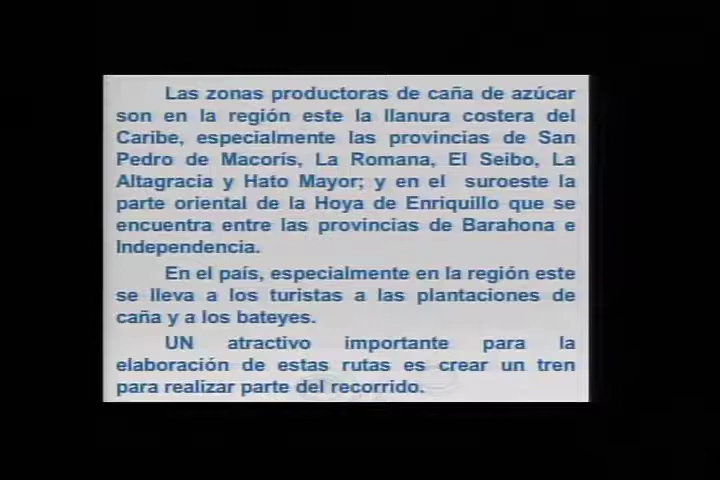 Las zonas productoras de caña de azúcar
son en la región este la llanura costera del
Caribe, especialmente las provincias de San
Pedro de Macorís, La Romana, El Seibo, La
Altagracia y Hato Mayor; y en el suroeste la
parte oriental de la Hoya de Enriquillo que se
encuentra entre las provincias de Barahona e
Independencia.
En el país, especialmente en la región este
se lleva a los turistas a las plantaciones de
caña y a los bateyes.
UN atractivo importante para la
elaboración de estas rutas es crear un tren
para realizar parte del recorrido.